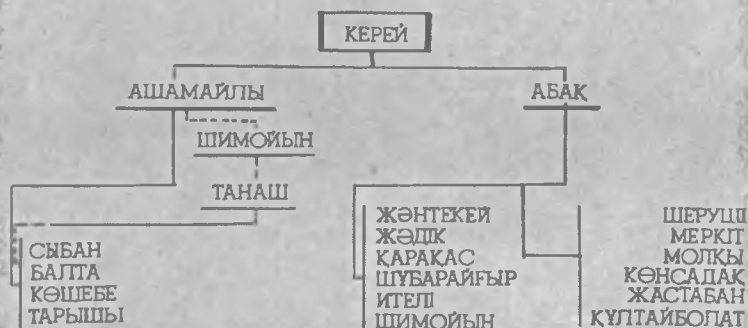 КЕРЕЙ
АШАМАЙЛЫ
АБАҚ
ШИМОЙЫН
ТАНАШ
СЫБАН
БАЛТА
КӨШЕБЕ
ТАРЫШЫ
ЖӘНТЕКЕЙ
ЖӘДІК
ҚАРАҚАС
ШҰБАРАЙҒЫР
ИТЕЛІ
ШИМОЙЫН
ШЕРУШІ
МЕРКІТ
МОЛҚЫ
КӨНСАДАҚ
ЖАСТАБАН
ҚҰЛТАЙБОЛАТ